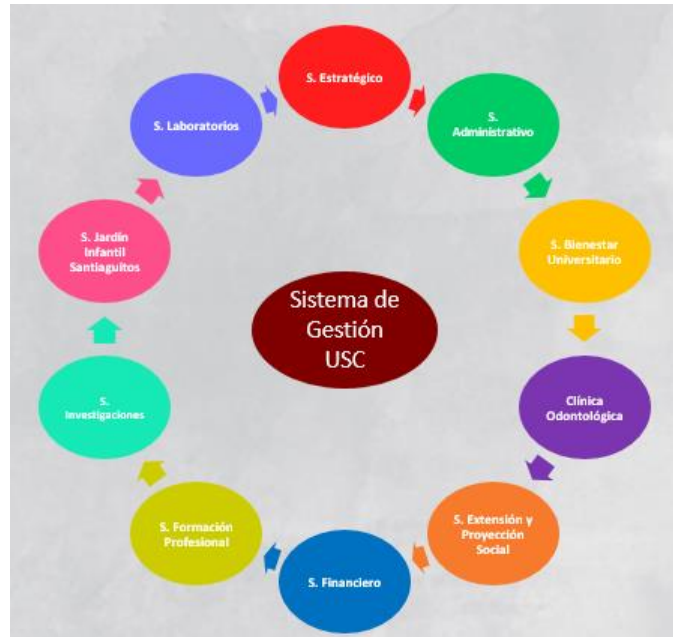 S. Estratégico
S.
Administrativo
S. Bienestar
Universitario
Clínica
Odontológica
S. Extensión y
Proyección
Social
S. Financiero
S. Formación
Profesional
S.
Investigaciones
S. Jardín
Infantil
Santiaguitos
S. Laboratorios
Sistema de
Gestión
USC